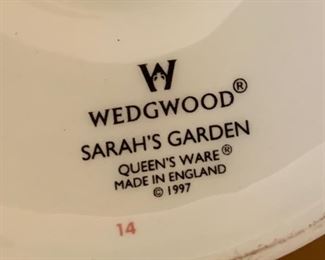 W
WEDGWOOD®
SARAH'S GARDEN
QUEEN'S WARE®
MADE IN ENGLAND
© 1997
14